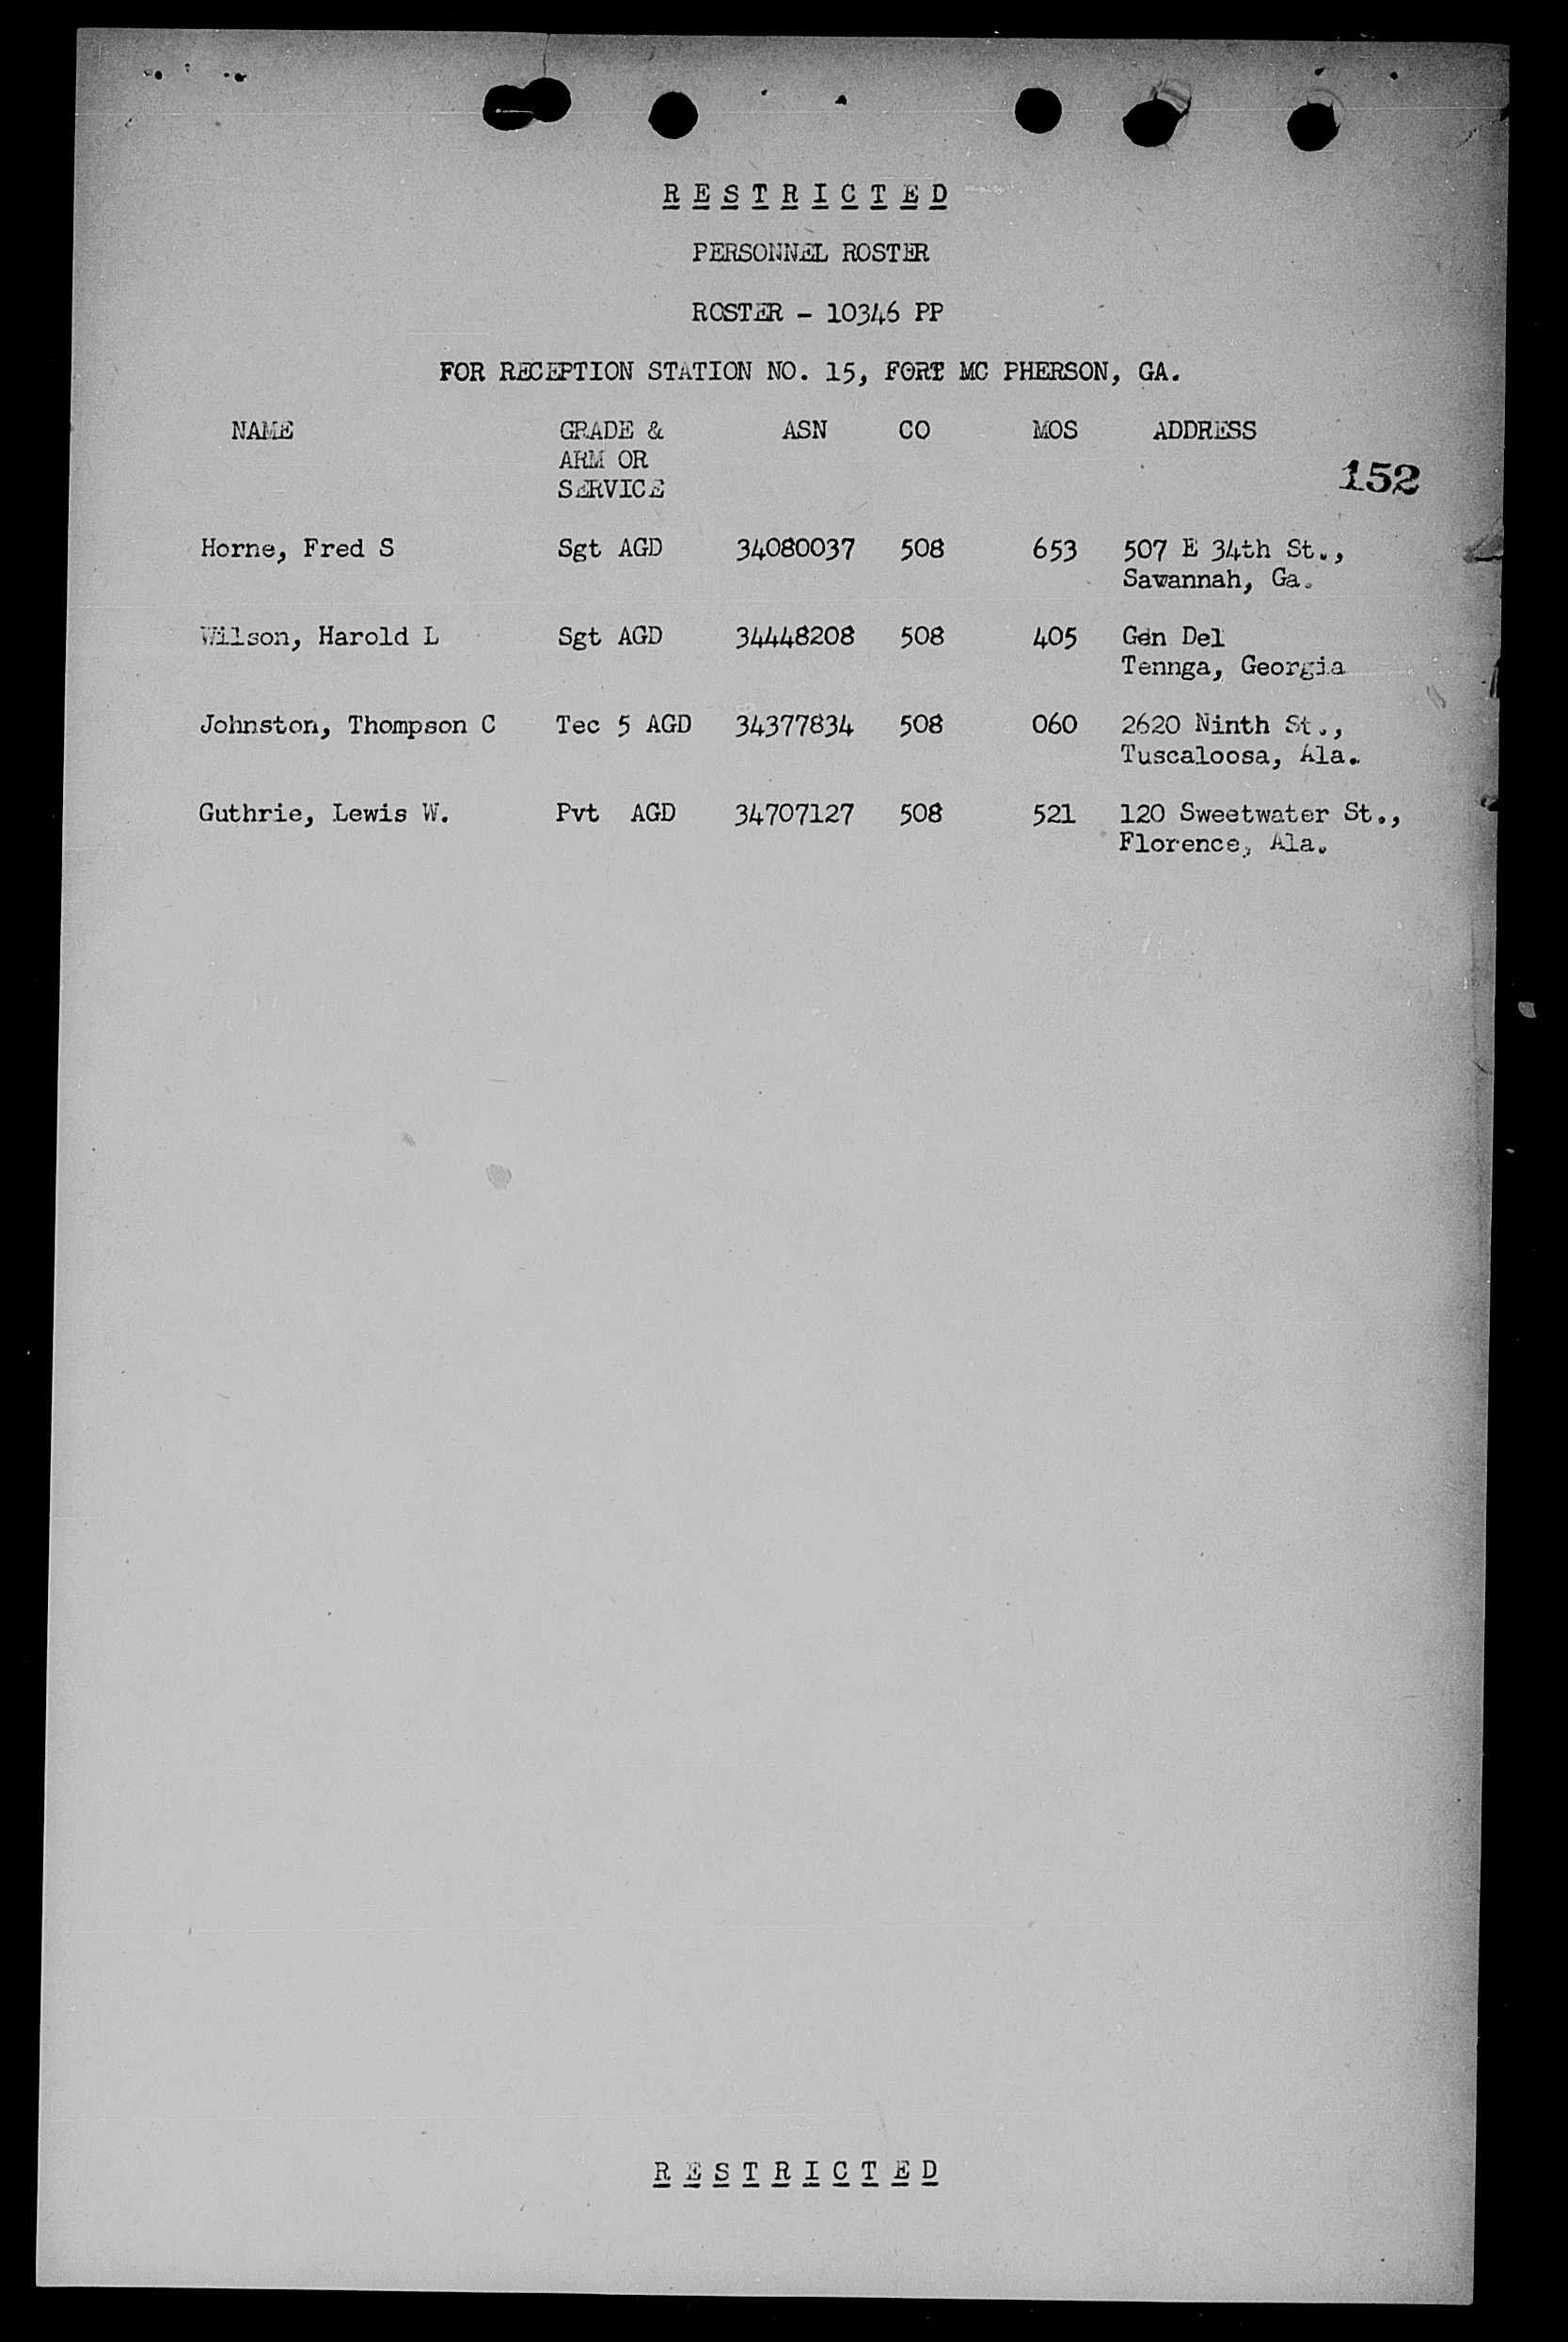 R E S T R I C T E D
PERSONNEL ROSTER
ROSTER - 10346 PP
FOR RECEPTION STATION NO. 15, FORT MC PHERSON, GA.
NAME GRADE & ASN CO MOS ADDRESS
ARM OR
152
SERVICE
Horne, Fred S Sgt AGD 34080037 508 653 507 E 34th St.,
Savannah, Ga.
Wilson, Harold L Sgt AGD 34448208 508 405 Gen Del
Tennga, Georgia
Johnston, Thompson C Tec 5 AGD 34377834 508 060 2620 Ninth St.,
Tuscaloosa, Ala.
Guthrie, Lewis W. Pvt AGD 34707127 508 521 120 Sweetwater St.,
Florence, Ala.
R E S T R I C T E D